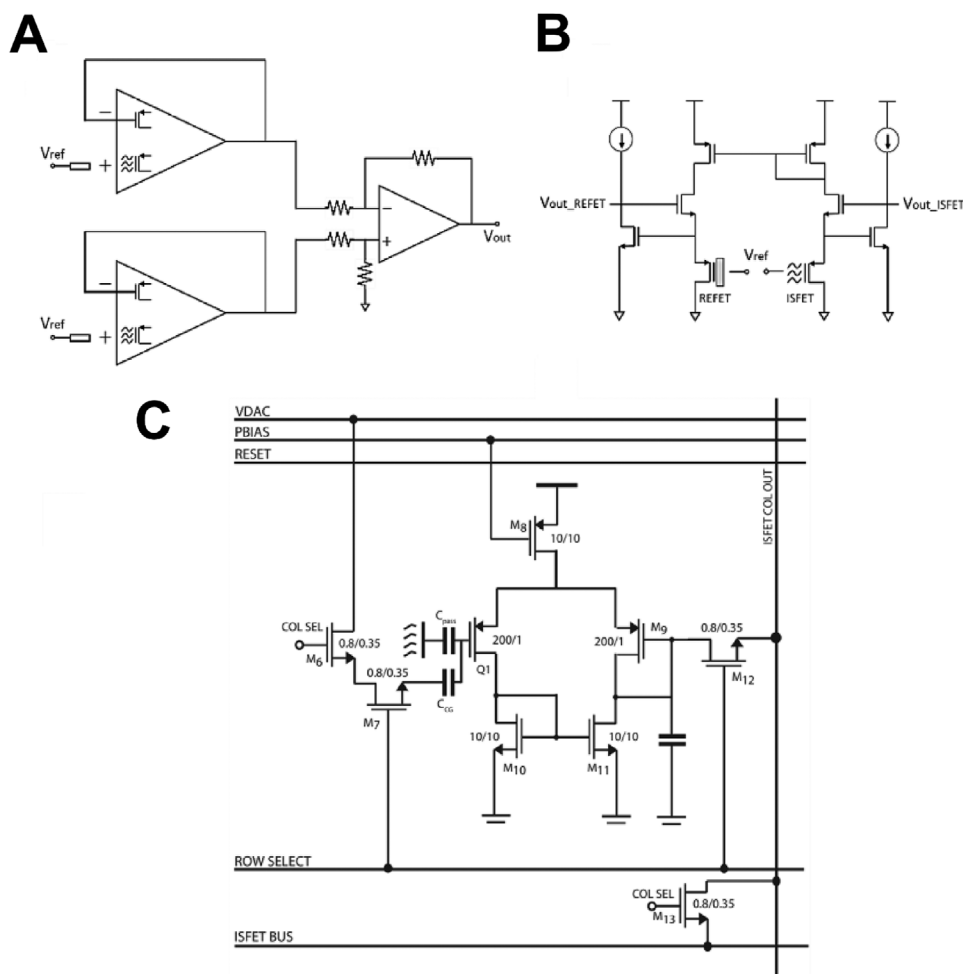 A
B
Vref
−
+
−
+
Vout
Vref
−
+
Vout_REFET
Vout_ISFET
Vref
REFET
ISFET
C
VDAC
PBIAS
RESET
ISFET COL OUT
M8
10/10
COL SEL
0.8/0.35
M6
0.8/0.35
M7
Cpass
CCG
200/1
Q1
200/1
M9
0.8/0.35
M12
10/10
M10
10/10
M11
ROW SELECT
COL SEL
0.8/0.35
M13
ISFET BUS